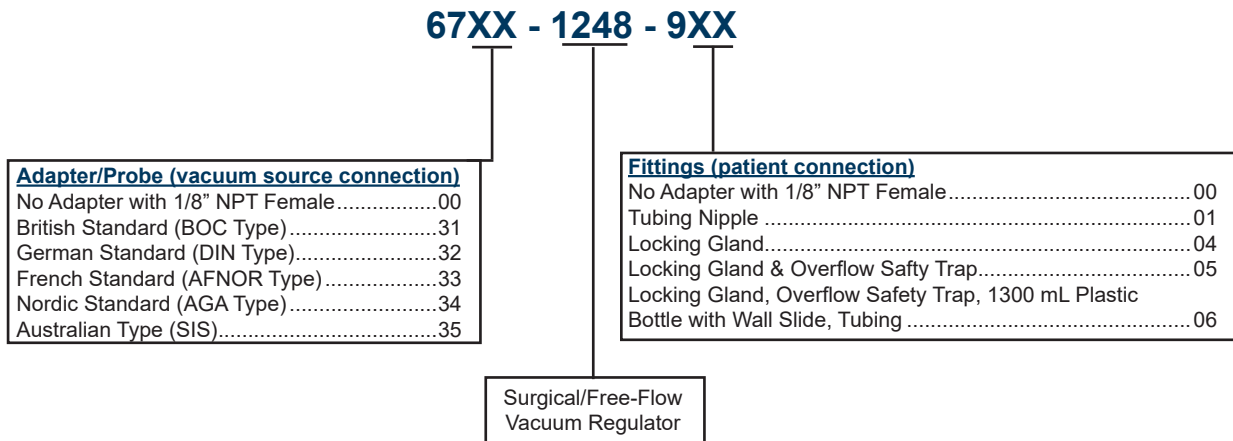 67XX - 1248 - 9XX
Adapter/Probe (vacuum source connection)
No Adapter with 1/8” NPT Female..................00
British Standard (BOC Type).........................31
German Standard (DIN Type)........................32
French Standard (AFNOR Type)...................33
Nordic Standard (AGA Type).........................34
Australian Type (SIS).....................................35
Fittings (patient connection)
No Adapter with 1/8” NPT Female..........................................00
Tubing Nipple .........................................................................01
Locking Gland.........................................................................04
Locking Gland & Overflow Safty Trap.....................................05
Locking Gland, Overflow Safety Trap, 1300 mL Plastic
Bottle with Wall Slide, Tubing .................................................06
Surgical/Free-Flow
Vacuum Regulator